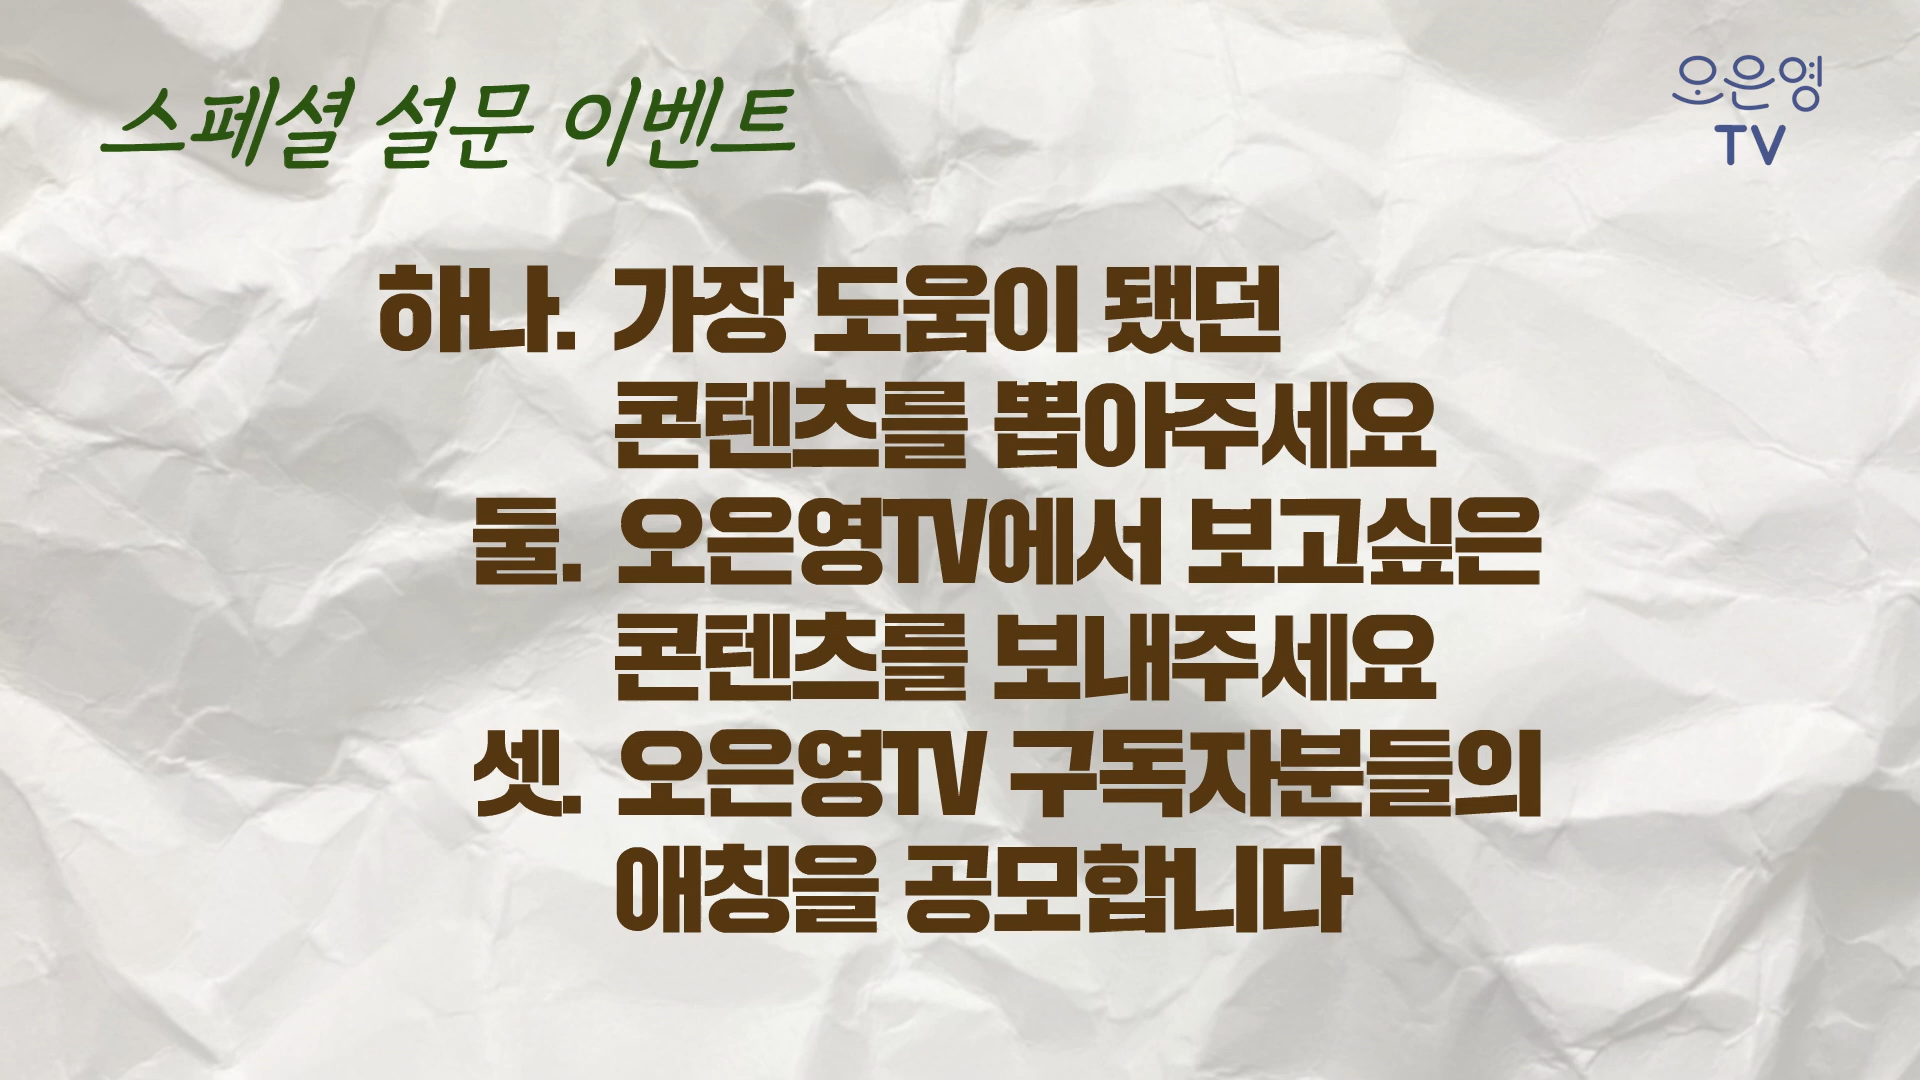 스페셜 설문 이벤트
오은영
TV
하나. 가장 도움이 됐던
콘텐츠를 뽑아주세요
둘. 오은영TV에서 보고싶은
콘텐츠를 보내주세요
셋. 오은영TV 구독자분들의
애칭을 공모합니다